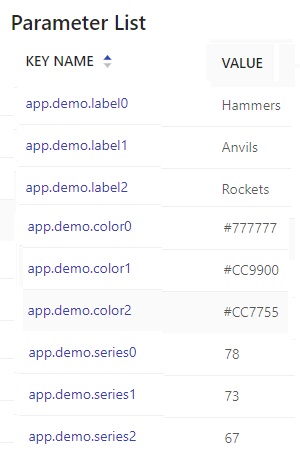 Parameter List
KEY NAME VALUE
app.demo.label0 Hammers
app.demo.label1 Anvils
app.demo.label2 Rockets
app.demo.color0 #777777
app.demo.color1 #CC9900
app.demo.color2 #CC7755
app.demo.series0 78
app.demo.series1 73
app.demo.series2 67